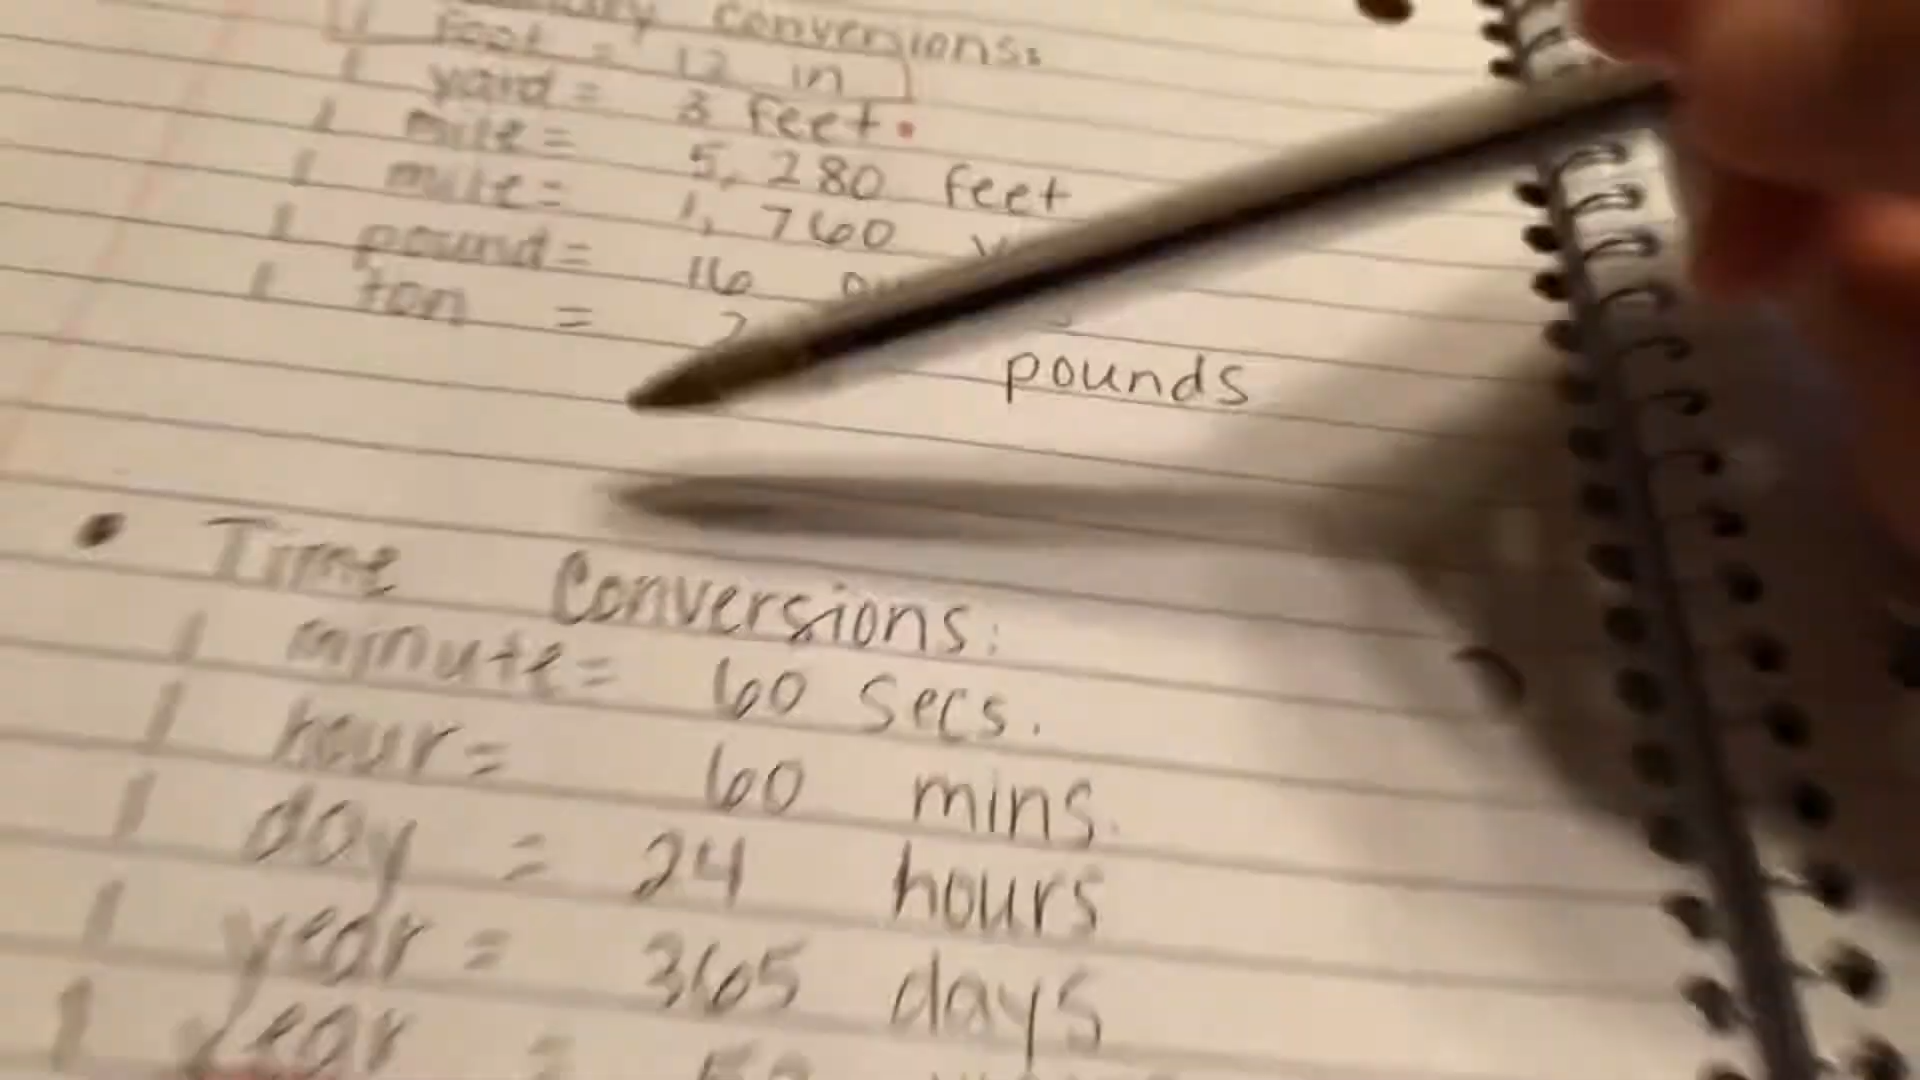 Conversions:
1 foot = 12 in
1 yard = 3 feet.
1 mile = 5,280 feet
1 mile = 1,760
1 pound = 16
1 ton = pounds
• Time Conversions:
1 minute = 60 secs.
1 hour = 60 mins.
1 day = 24 hours
1 year = 365 days
1 year =